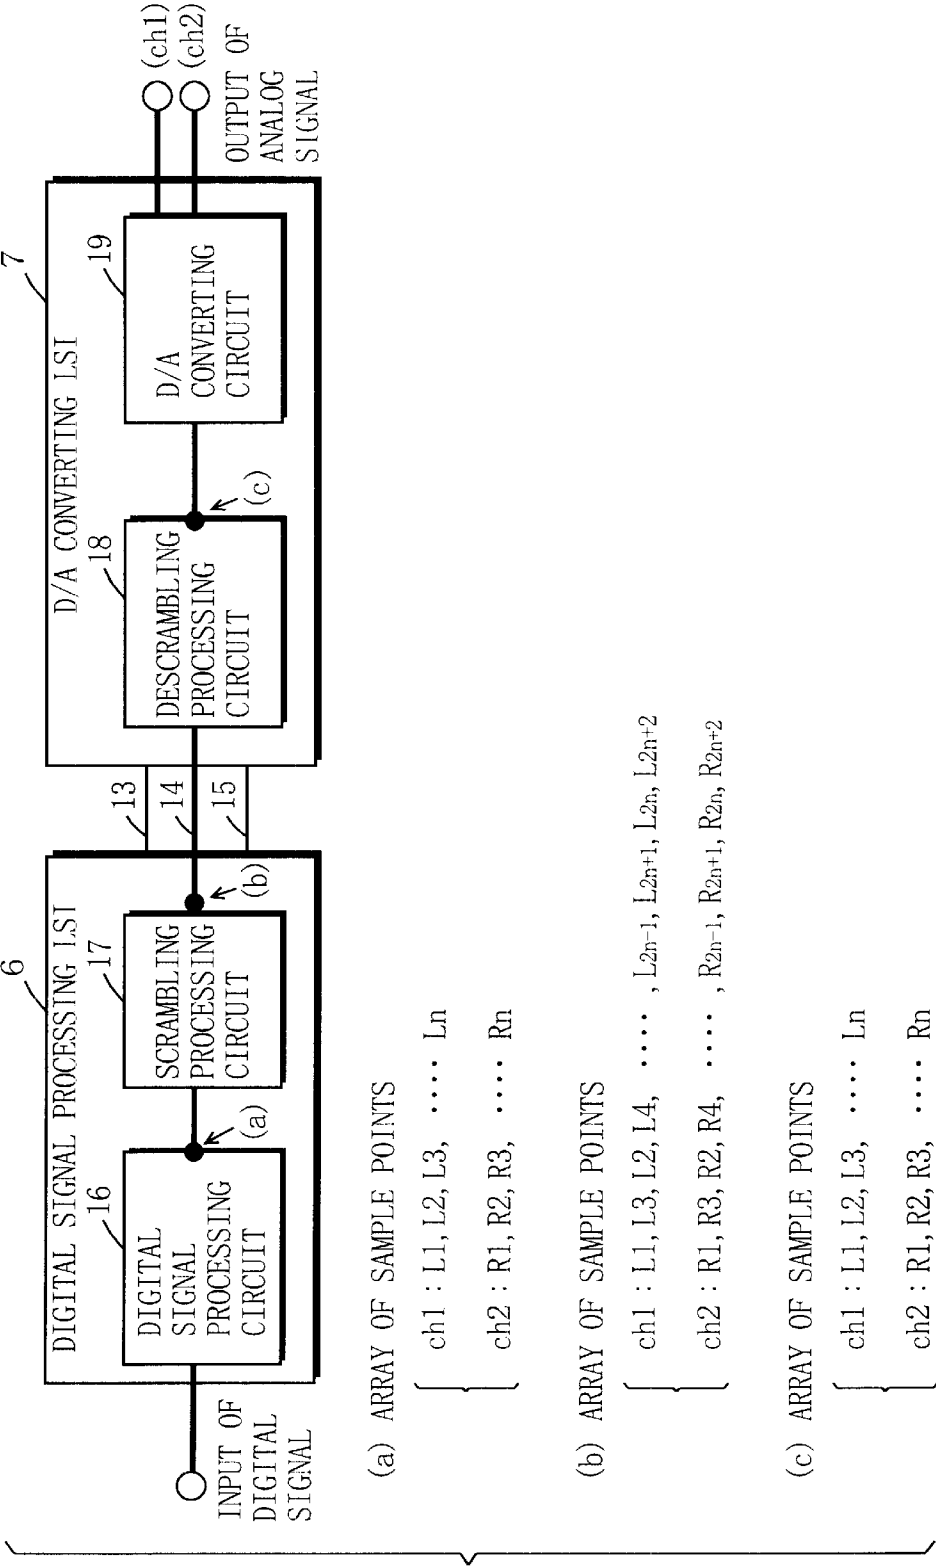 6
7
DIGITAL SIGNAL PROCESSING LSI
D/A CONVERTING LSI
16
17
18
19
DIGITAL
SIGNAL
PROCESSING
CIRCUIT
SCRAMBLING
PROCESSING
CIRCUIT
DESCRAMBLING
PROCESSING
CIRCUIT
D/A
CONVERTING
CIRCUIT
13
14
15
(a)
(b)
(c)
(ch1)
(ch2)
INPUT OF
DIGITAL
SIGNAL
OUTPUT OF
ANALOG
SIGNAL
(a) ARRAY OF SAMPLE POINTS
ch1 : L1, L2, L3, ···· Ln
ch2 : R1, R2, R3, ···· Rn
(b) ARRAY OF SAMPLE POINTS
ch1 : L1, L3, L2, L4, ···· , L2n-1, L2n+1, L2n, L2n+2
ch2 : R1, R3, R2, R4, ···· , R2n-1, R2n+1, R2n, R2n+2
(c) ARRAY OF SAMPLE POINTS
ch1 : L1, L2, L3, ···· Ln
ch2 : R1, R2, R3, ···· Rn